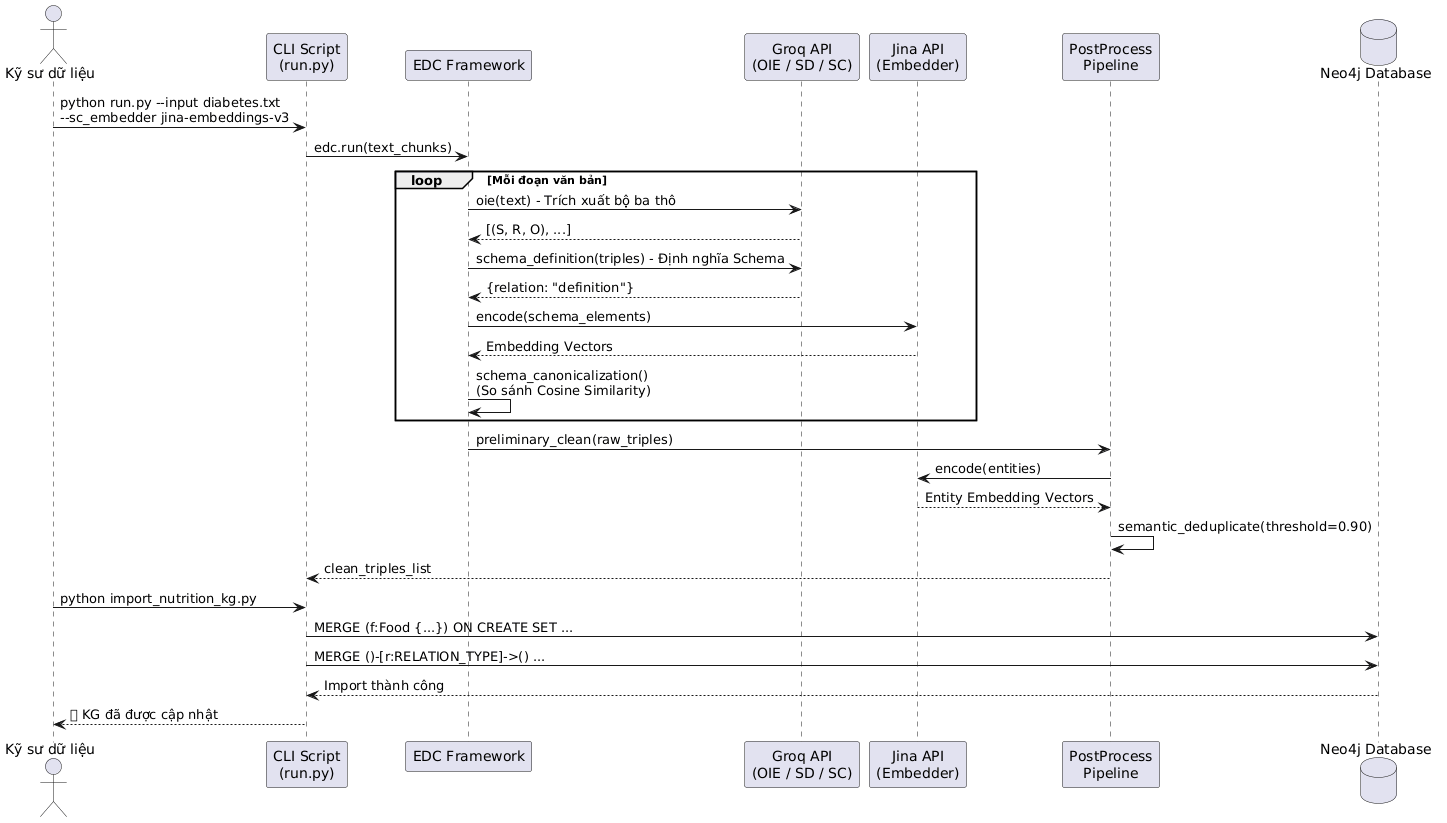 Kỹ sư dữ liệu
CLI Script
(run.py)
EDC Framework
Groq API
(OIE / SD / SC)
Jina API
(Embedder)
PostProcess
Pipeline
Neo4j Database
python run.py --input diabetes.txt
--sc_embedder jina-embeddings-v3
edc.run(text_chunks)
loop [Mỗi đoạn văn bản]
oie(text) - Trích xuất bộ ba thô
[(S, R, O), ...]
schema_definition(triples) - Định nghĩa Schema
{relation: "definition"}
encode(schema_elements)
Embedding Vectors
schema_canonicalization()
(So sánh Cosine Similarity)
preliminary_clean(raw_triples)
encode(entities)
Entity Embedding Vectors
semantic_deduplicate(threshold=0.90)
clean_triples_list
python import_nutrition_kg.py
MERGE (f:Food {...}) ON CREATE SET ...
MERGE ()-[r:RELATION_TYPE]->() ...
Import thành công
KG đã được cập nhật
Kỹ sư dữ liệu
CLI Script
(run.py)
EDC Framework
Groq API
(OIE / SD / SC)
Jina API
(Embedder)
PostProcess
Pipeline
Neo4j Database